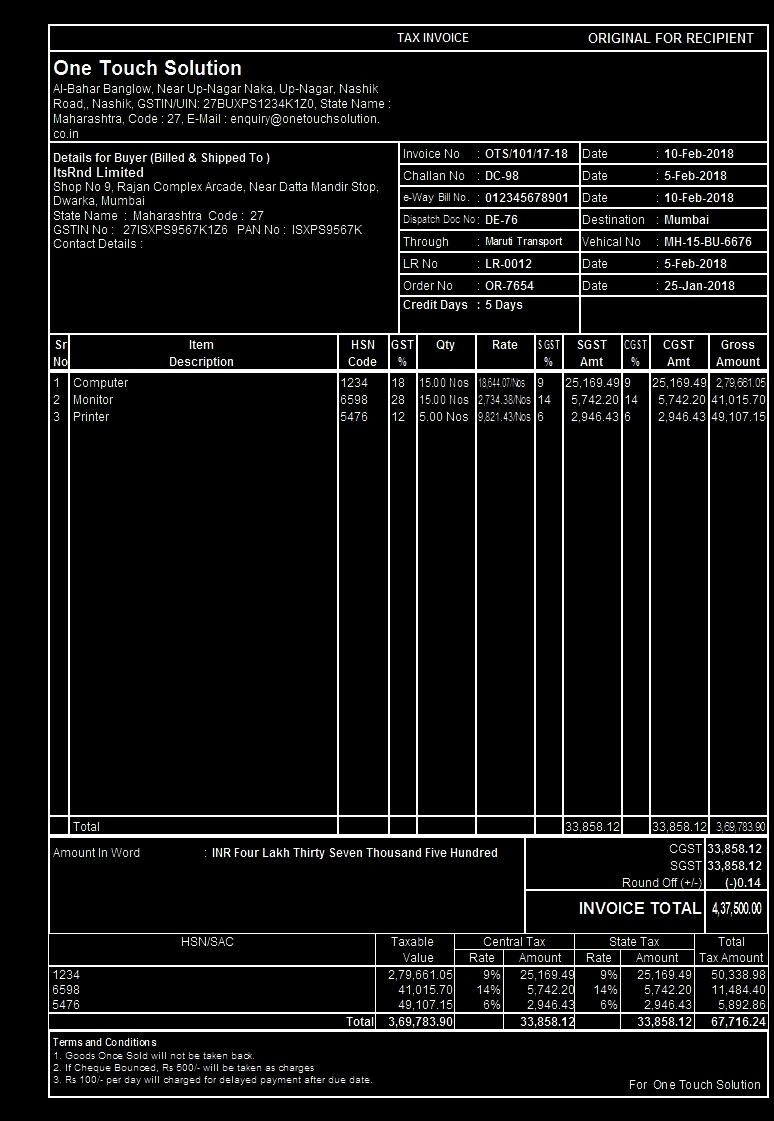 TAX INVOICE ORIGINAL FOR RECIPIENT
One Touch Solution
Al-Bahar Banglow, Near Up-Nagar Naka, Up-Nagar, Nashik
Road,, Nashik, GSTIN/UIN: 27BUXPS1234K1Z0, State Name :
Maharashtra, Code : 27, E-Mail : enquiry@onetouchsolution.
co.in
Details for Buyer (Billed & Shipped To )
ItsRnd Limited
Shop No 9, Rajan Complex Arcade, Near Datta Mandir Stop,
Dwarka, Mumbai
State Name : Maharashtra Code : 27
GSTIN No : 27ISXPS9567K1Z6 PAN No : ISXPS9567K
Contact Details :
Invoice No : OTS/101/17-18 Date : 10-Feb-2018
Challan No : DC-98 Date : 5-Feb-2018
e-Way Bill No. : 012345678901 Date : 10-Feb-2018
Dispatch Doc No : DE-76 Destination : Mumbai
Through : Maruti Transport Vehical No : MH-15-BU-6676
LR No : LR-0012 Date : 5-Feb-2018
Order No : OR-7654 Date : 25-Jan-2018
Credit Days : 5 Days
Sr Item HSN GST Qty Rate SGST SGST CGST CGST Gross
No Description Code % % Amt % Amt Amount
1 Computer 1234 18 15.00 Nos 18,644.07/Nos 9 25,169.49 9 25,169.49 2,79,661.05
2 Monitor 6598 28 15.00 Nos 2,734.38/Nos 14 5,742.20 14 5,742.20 41,015.70
3 Printer 5476 12 5.00 Nos 9,821.43/Nos 6 2,946.43 6 2,946.43 49,107.15
Total 33,858.12 33,858.12 3,69,783.90
Amount In Word : INR Four Lakh Thirty Seven Thousand Five Hundred
CGST 33,858.12
SGST 33,858.12
Round Off (+/-) (-)0.14
INVOICE TOTAL 4,37,500.00
HSN/SAC Taxable Central Tax State Tax Total
Value Rate Amount Rate Amount Tax Amount
1234 2,79,661.05 9% 25,169.49 9% 25,169.49 50,338.98
6598 41,015.70 14% 5,742.20 14% 5,742.20 11,484.40
5476 49,107.15 6% 2,946.43 6% 2,946.43 5,892.86
Total 3,69,783.90 33,858.12 33,858.12 67,716.24
Terms and Conditions
1. Goods Once Sold will not be taken back.
2. If Cheque Bounced, Rs 500/- will be taken as charges
3. Rs 100/- per day will charged for delayed payment after due date.
For One Touch Solution